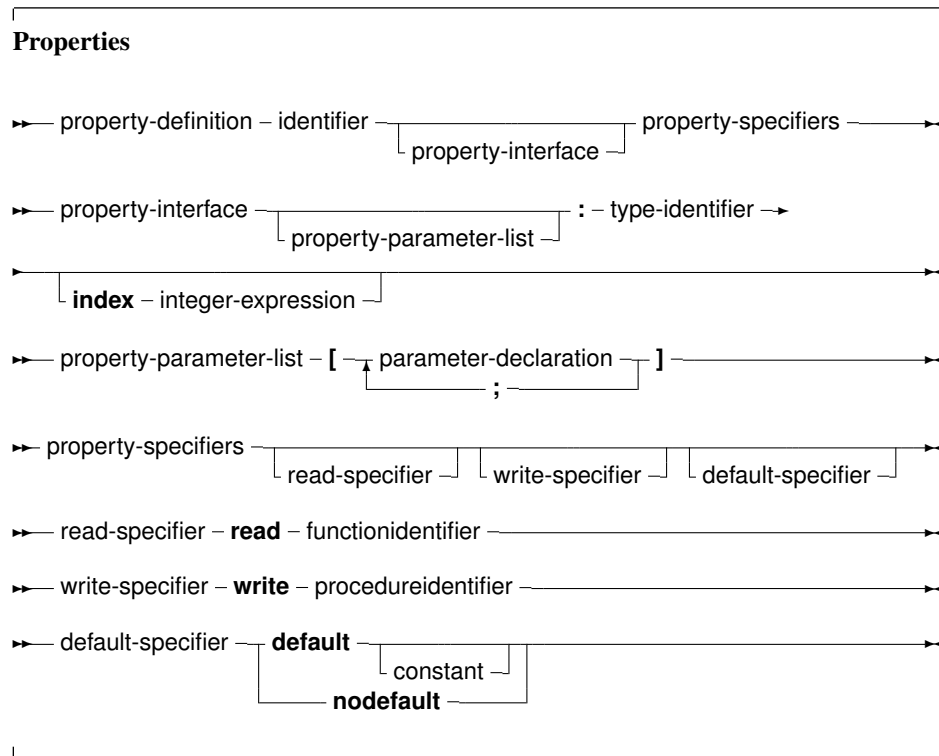 Properties
property-definition identifier property-specifiers
property-interface
property-interface : type-identifier
property-parameter-list
index integer-expression
property-parameter-list [ parameter-declaration ]
;
property-specifiers
read-specifier write-specifier default-specifier
read-specifier read functionidentifier
write-specifier write procedureidentifier
default-specifier default
constant
nodefault